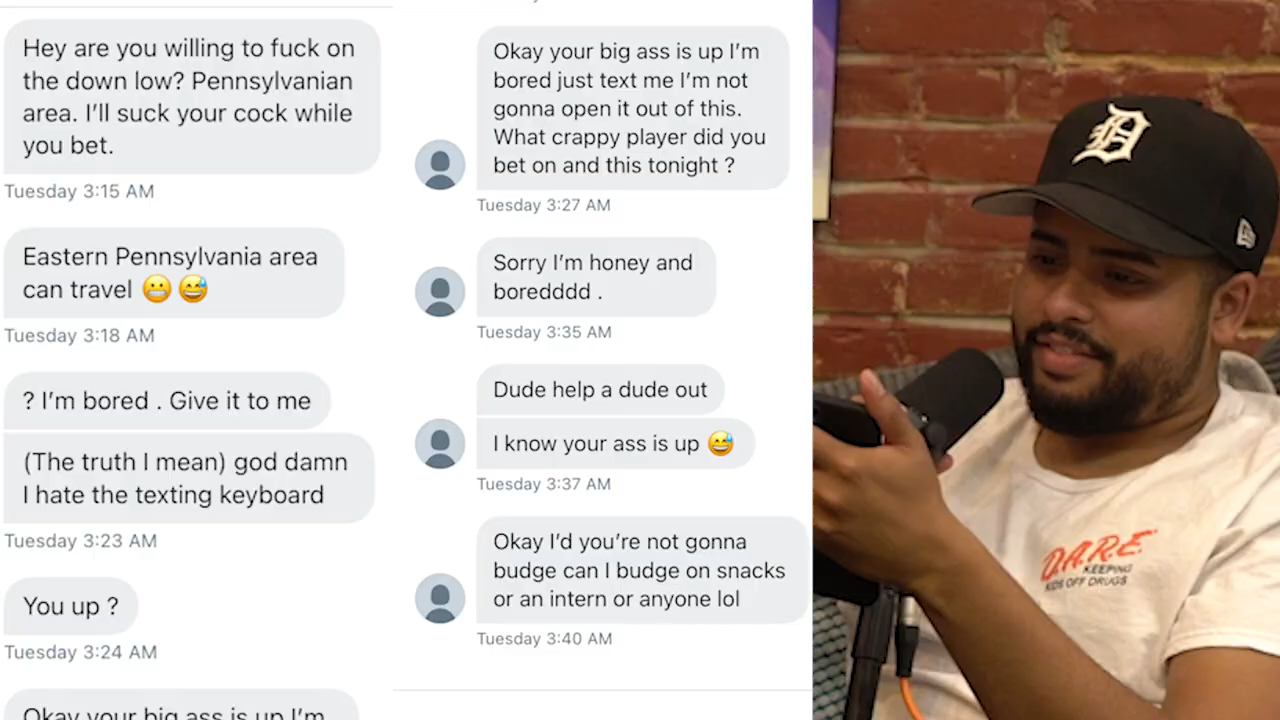 Hey are you willing to fuck on
the down low? Pennsylvanian
area. I'll suck your cock while
you bet.
Tuesday 3:15 AM
Eastern Pennsylvania area
can travel 😬 😅
Tuesday 3:18 AM
? I'm bored . Give it to me
(The truth I mean) god damn
I hate the texting keyboard
Tuesday 3:23 AM
You up ?
Tuesday 3:24 AM
Okay your big ass is up I'm
Okay your big ass is up I'm
bored just text me I'm not
gonna open it out of this.
What crappy player did you
bet on and this tonight ?
Tuesday 3:27 AM
Sorry I'm honey and
boredddd .
Tuesday 3:35 AM
Dude help a dude out
I know your ass is up 😅
Tuesday 3:37 AM
Okay I'd you're not gonna
budge can I budge on snacks
or an intern or anyone lol
Tuesday 3:40 AM
D
D.A.R.E.
KEEPING
KIDS OFF DRUGS